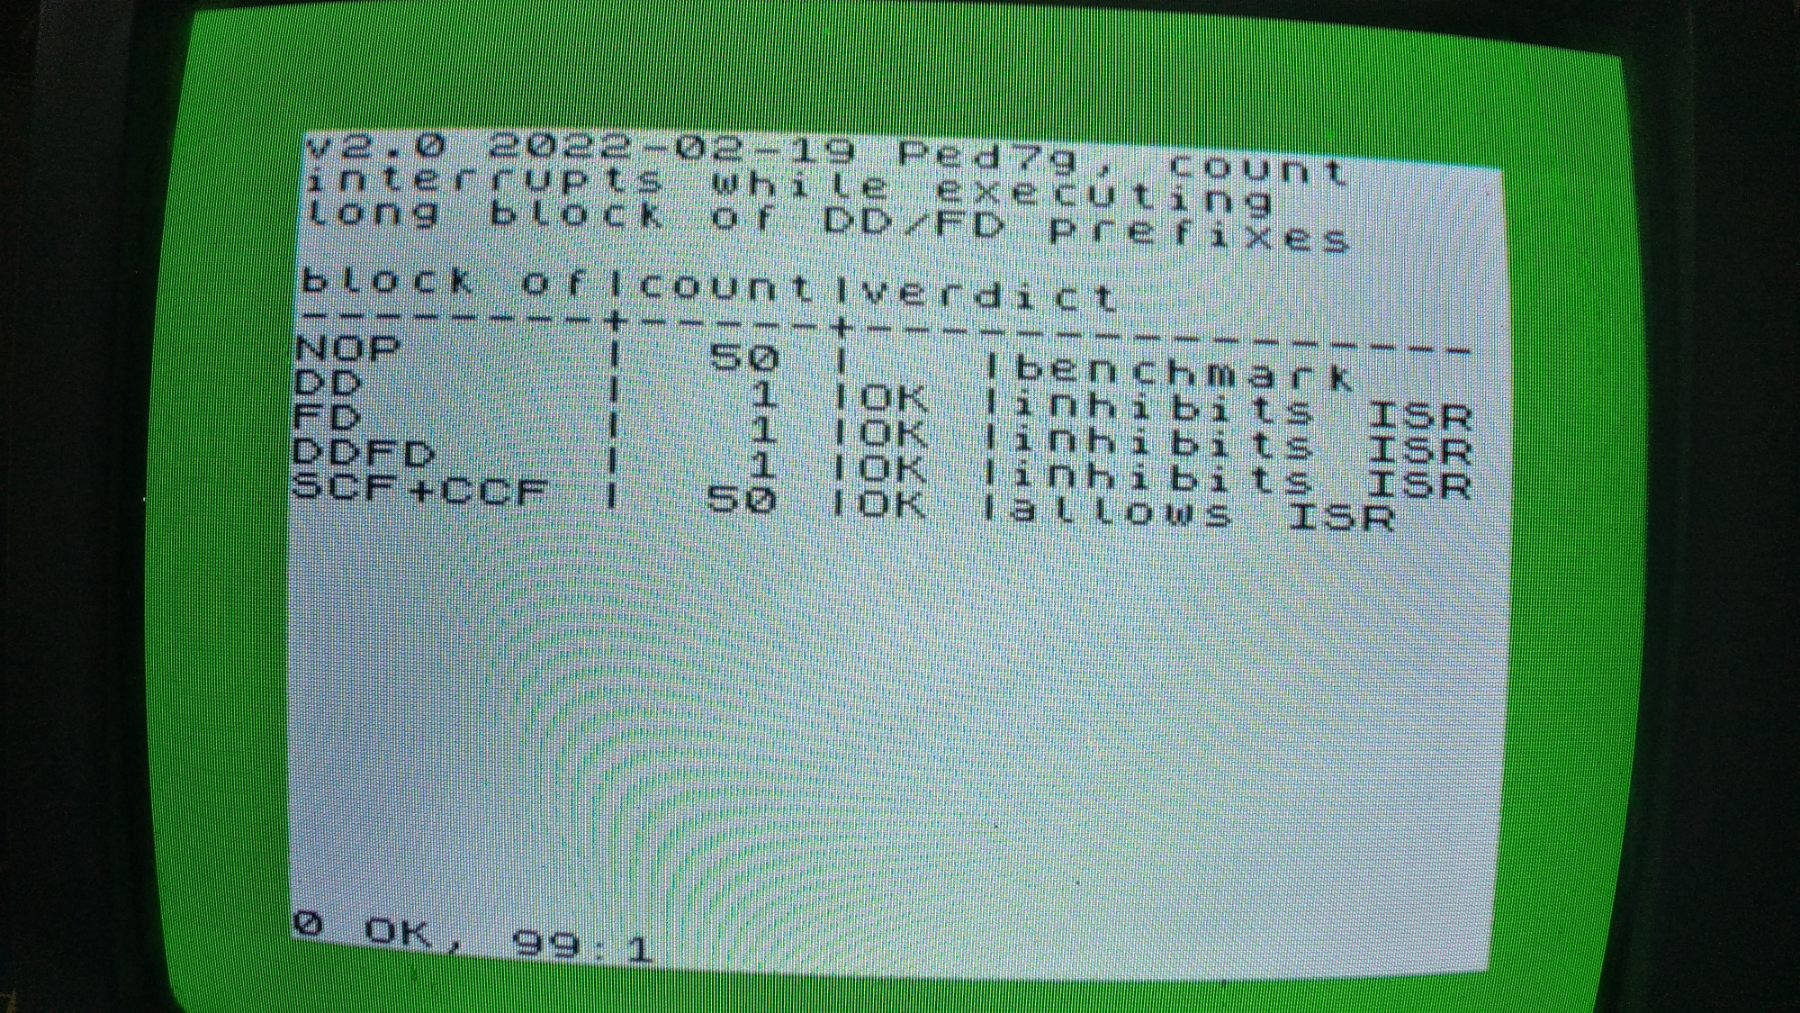 v2.0 2022-02-19 Ped7g, count
interrupts while executing
long block of DD/FD prefixes
block of|count|verdict
--------+-----+----------------
NOP | 50 | |benchmark
DD | 1 |OK |inhibits ISR
FD | 1 |OK |inhibits ISR
DDFD | 1 |OK |inhibits ISR
SCF+CCF | 50 |OK |allows ISR
0 OK, 99:1